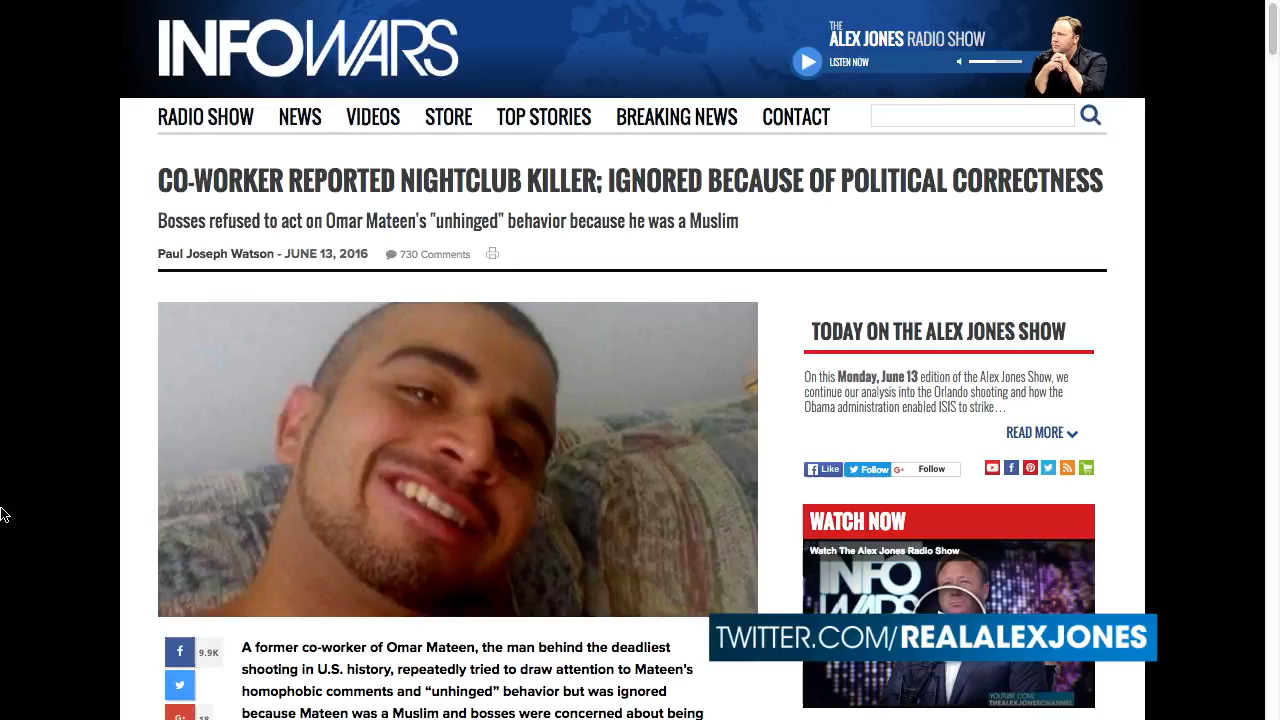 INFOWARS
THE
ALEX JONES RADIO SHOW
LISTEN NOW
RADIO SHOW NEWS VIDEOS STORE TOP STORIES BREAKING NEWS CONTACT
CO-WORKER REPORTED NIGHTCLUB KILLER; IGNORED BECAUSE OF POLITICAL CORRECTNESS
Bosses refused to act on Omar Mateen's "unhinged" behavior because he was a Muslim
Paul Joseph Watson - JUNE 13, 2016 730 Comments
TODAY ON THE ALEX JONES SHOW
On this Monday, June 13 edition of the Alex Jones Show, we
continue our analysis into the Orlando shooting and how the
Obama administration enabled ISIS to strike…
READ MORE
Like Follow G+ Follow
WATCH NOW
Watch The Alex Jones Radio Show
INFO
WARS
TWITTER.COM/REALALEXJONES
YOUTUBE.COM/
THEALEXJONESCHANNEL
9.9K
G+ 18
A former co-worker of Omar Mateen, the man behind the deadliest
shooting in U.S. history, repeatedly tried to draw attention to Mateen's
homophobic comments and “unhinged” behavior but was ignored
because Mateen was a Muslim and bosses were concerned about being